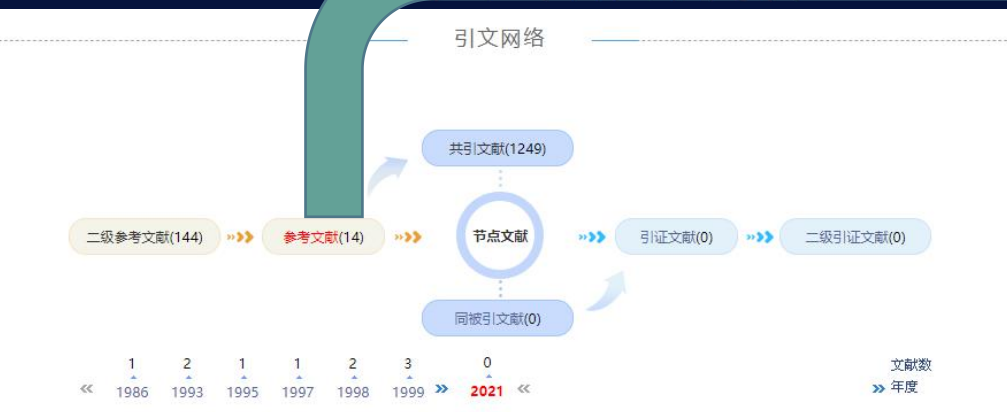 引文网络
共引文献(1249)
二级参考文献(144)
参考文献(14)
节点文献
引证文献(0)
二级引证文献(0)
同被引文献(0)
1 2 1 1 2 3 0 文献数
1986 1993 1995 1997 1998 1999 2021 年度